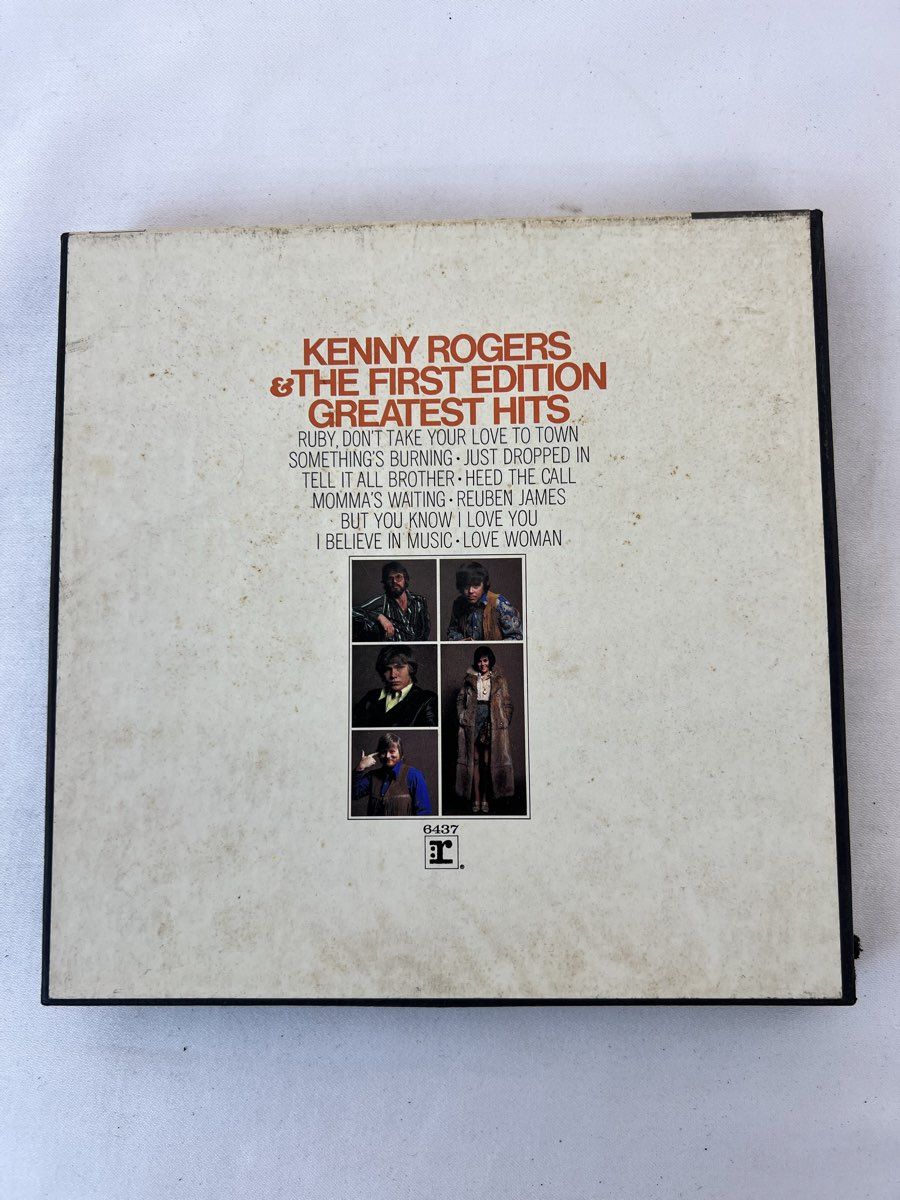 KENNY ROGERS
&THE FIRST EDITION
GREATEST HITS
RUBY, DON'T TAKE YOUR LOVE TO TOWN
SOMETHING'S BURNING • JUST DROPPED IN
TELL IT ALL BROTHER • HEED THE CALL
MOMMA'S WAITING • REUBEN JAMES
BUT YOU KNOW I LOVE YOU
I BELIEVE IN MUSIC • LOVE WOMAN
6437
:r
®